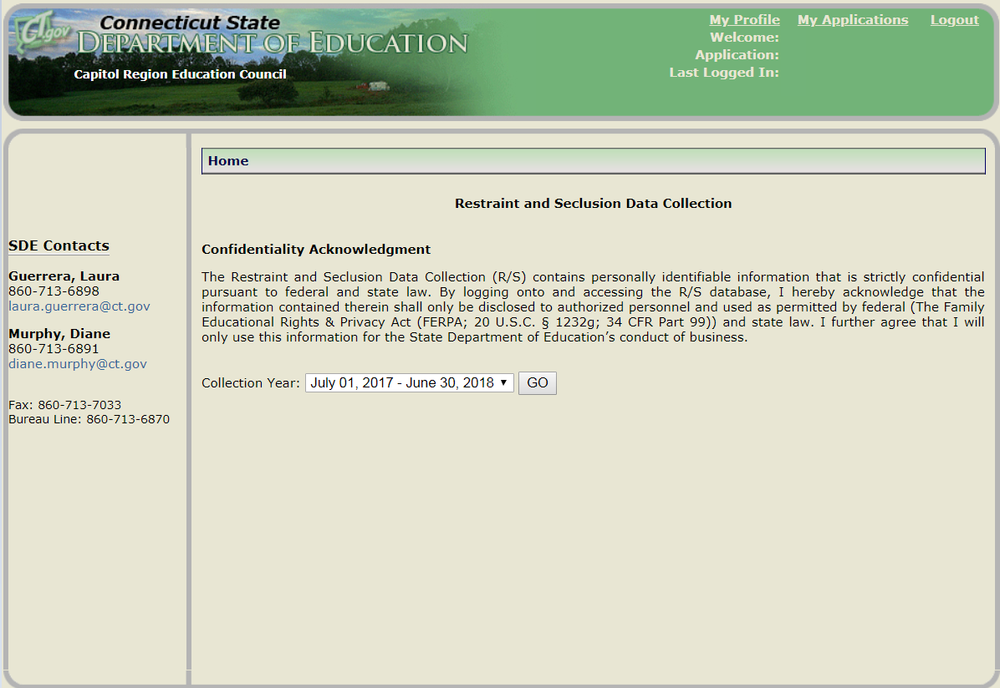 CT.gov
Connecticut State
DEPARTMENT OF EDUCATION
Capitol Region Education Council
My Profile My Applications Logout
Welcome:
Application:
Last Logged In:
Home
Restraint and Seclusion Data Collection
SDE Contacts
Guerrera, Laura
860-713-6898
laura.guerrera@ct.gov
Murphy, Diane
860-713-6891
diane.murphy@ct.gov
Fax: 860-713-7033
Bureau Line: 860-713-6870
Confidentiality Acknowledgment
The Restraint and Seclusion Data Collection (R/S) contains personally identifiable information that is strictly confidential
pursuant to federal and state law. By logging onto and accessing the R/S database, I hereby acknowledge that the
information contained therein shall only be disclosed to authorized personnel and used as permitted by federal (The Family
Educational Rights & Privacy Act (FERPA; 20 U.S.C. § 1232g; 34 CFR Part 99)) and state law. I further agree that I will
only use this information for the State Department of Education’s conduct of business.
Collection Year: July 01, 2017 - June 30, 2018 GO